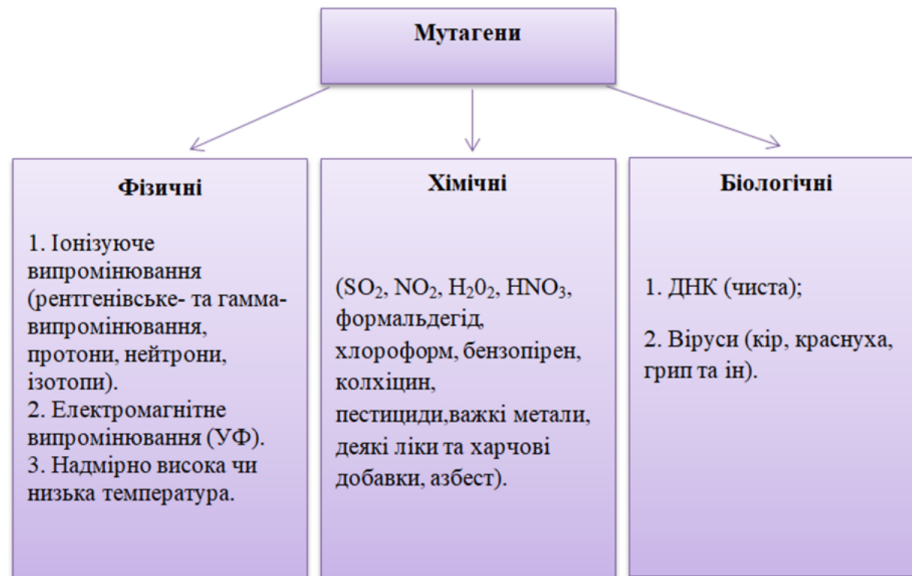 Мутагени
Фізичні
1. Іонізуюче
випромінювання
(рентгенівське- та гамма-
випромінювання,
протони, нейтрони,
ізотопи).
2. Електромагнітне
випромінювання (УФ).
3. Надмірно висока чи
низька температура.
Хімічні
(SO₂, NO₂, H₂0₂, HNO₃,
формальдегід,
хлороформ, бензопірен,
колхіцин,
пестициди,важкі метали,
деякі ліки та харчові
добавки, азбест).
Біологічні
1. ДНК (чиста);
2. Віруси (кір, краснуха,
грип та ін).